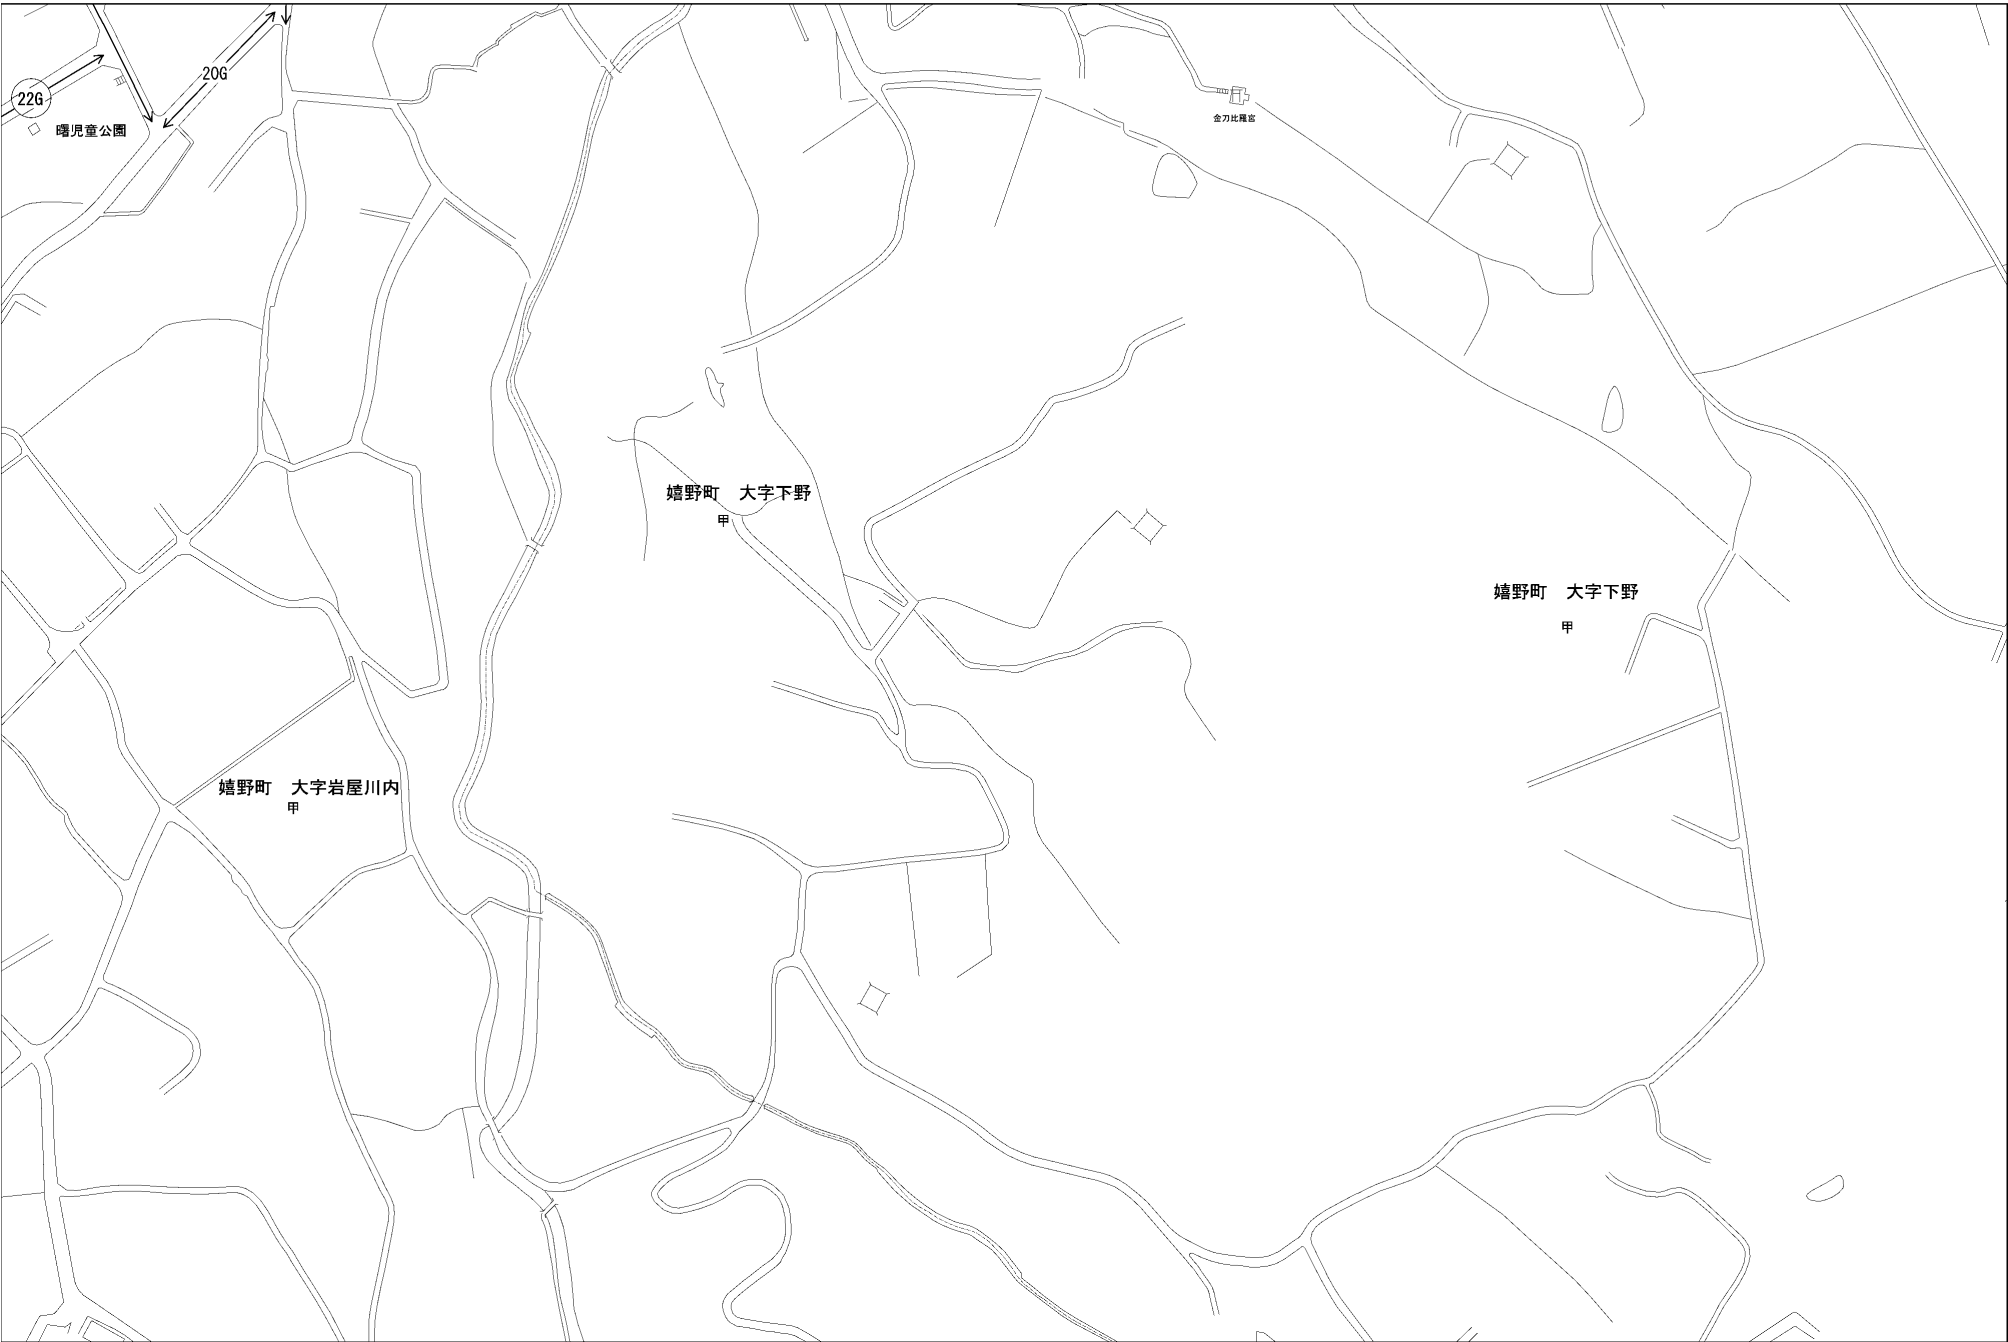 20G
22G
曙児童公園
金刀比羅宮
嬉野町　大字下野
甲
嬉野町　大字下野
甲
嬉野町　大字岩屋川内
甲